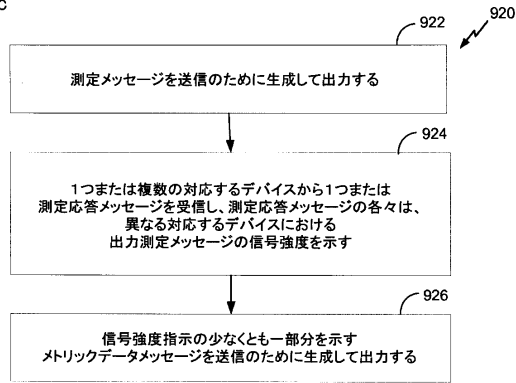 C
920
922
測定メッセージを送信のために生成して出力する
924
1つまたは複数の対応するデバイスから1つまたは
測定応答メッセージを受信し、測定応答メッセージの各々は、
異なる対応するデバイスにおける
出力測定メッセージの信号強度を示す
926
信号強度指示の少なくとも一部分を示す
メトリックデータメッセージを送信のために生成して出力する